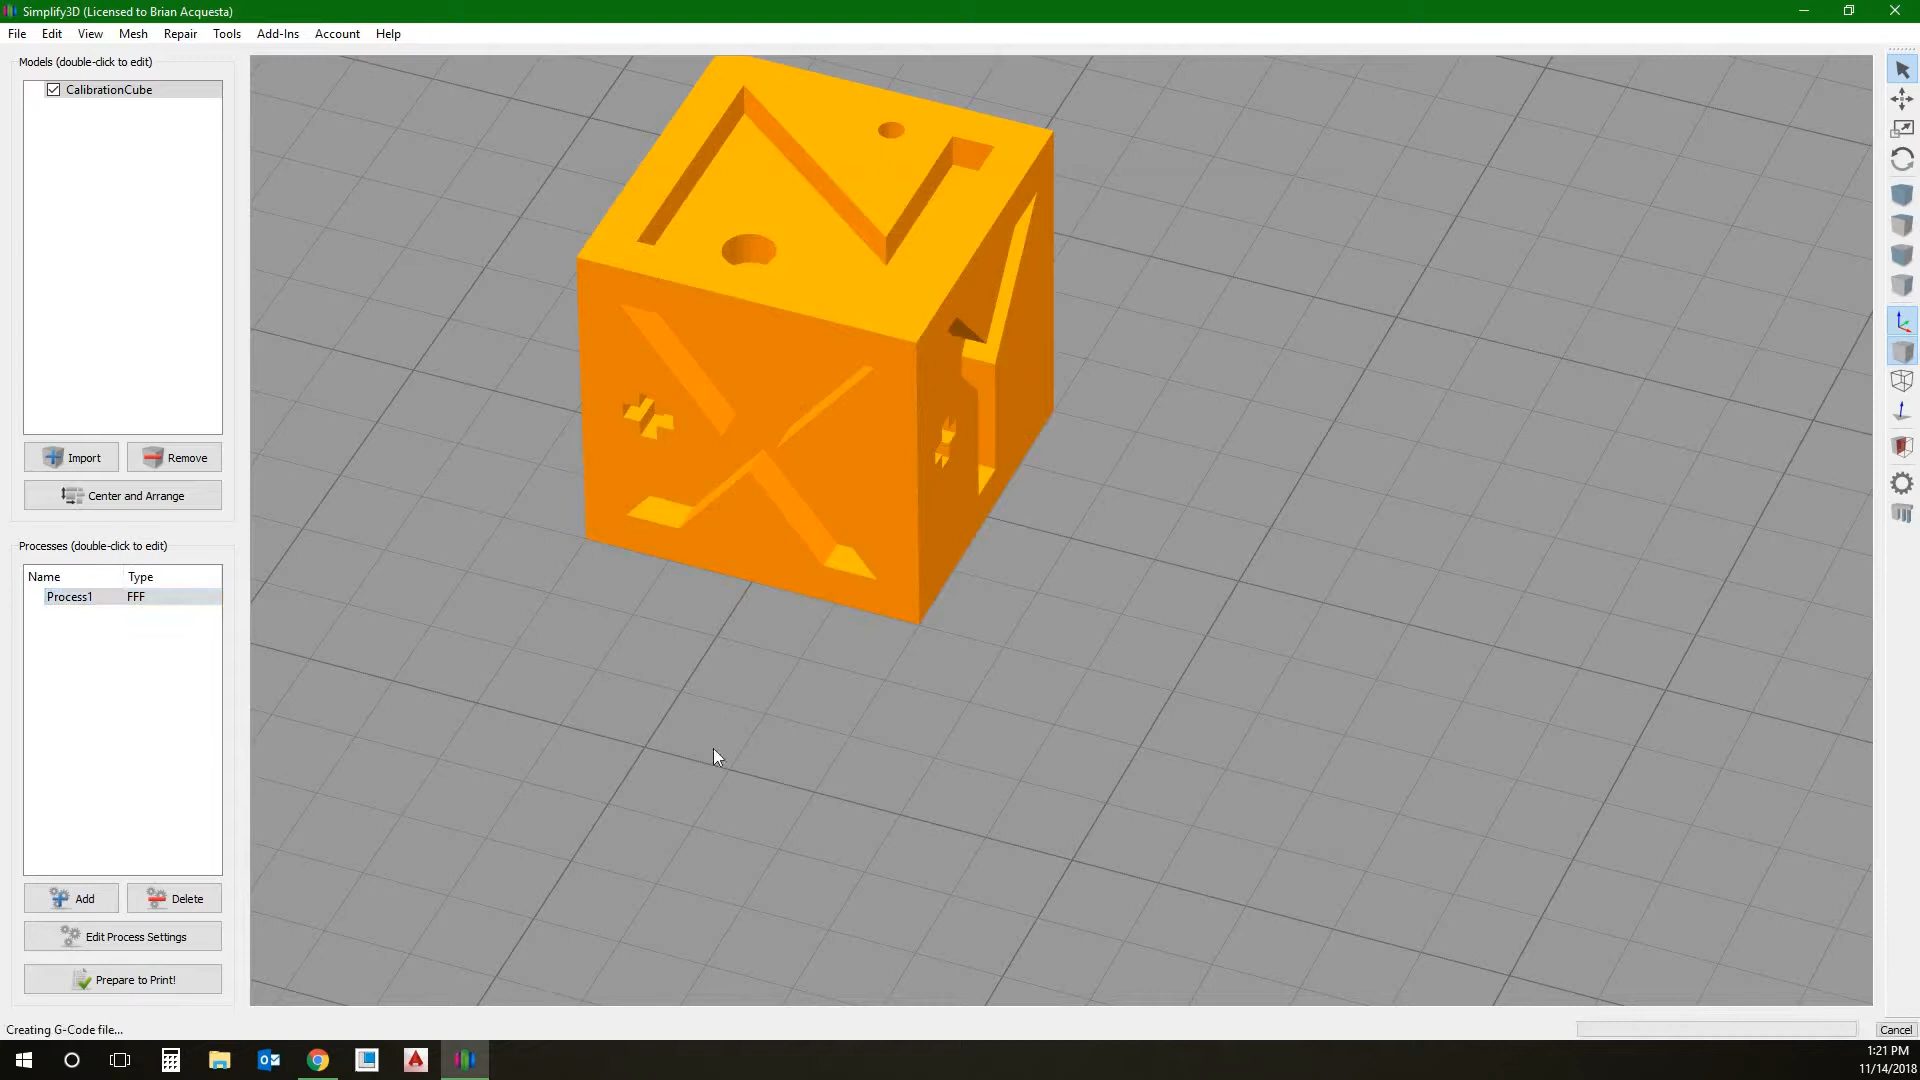 Simplify3D (Licensed to Brian Acquesta)
File Edit View Mesh Repair Tools Add-Ins Account Help
Models (double-click to edit)
CalibrationCube
Import Remove
Center and Arrange
Processes (double-click to edit)
Name Type
Process1 FFF
Add Delete
Edit Process Settings
Prepare to Print!
X
Creating G-Code file...
Cancel
1:21 PM
11/14/2018